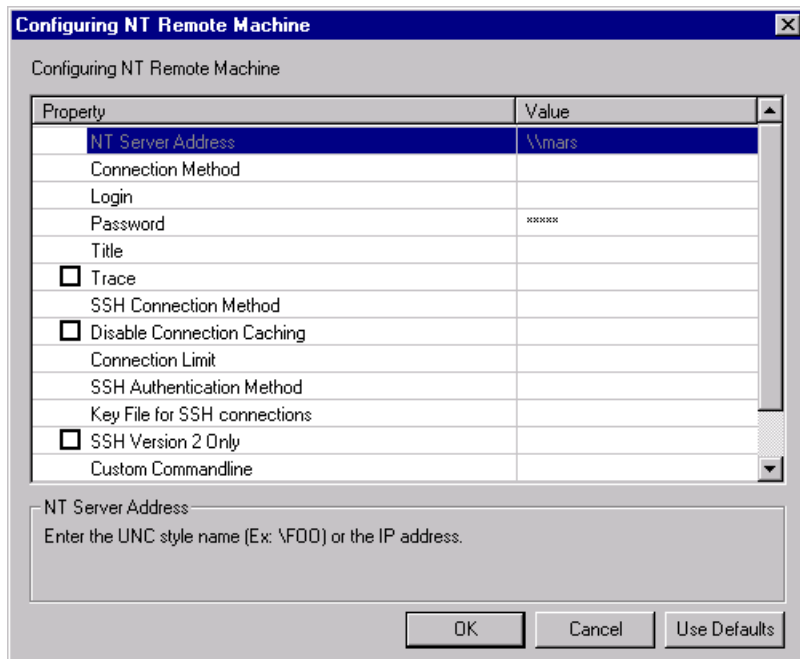 Configuring NT Remote Machine
Configuring NT Remote Machine
Property Value
NT Server Address \\mars
Connection Method
Login
Password *****
Title
Trace
SSH Connection Method
Disable Connection Caching
Connection Limit
SSH Authentication Method
Key File for SSH connections
SSH Version 2 Only
Custom Commandline
NT Server Address
Enter the UNC style name (Ex: \FOO) or the IP address.
OK Cancel Use Defaults